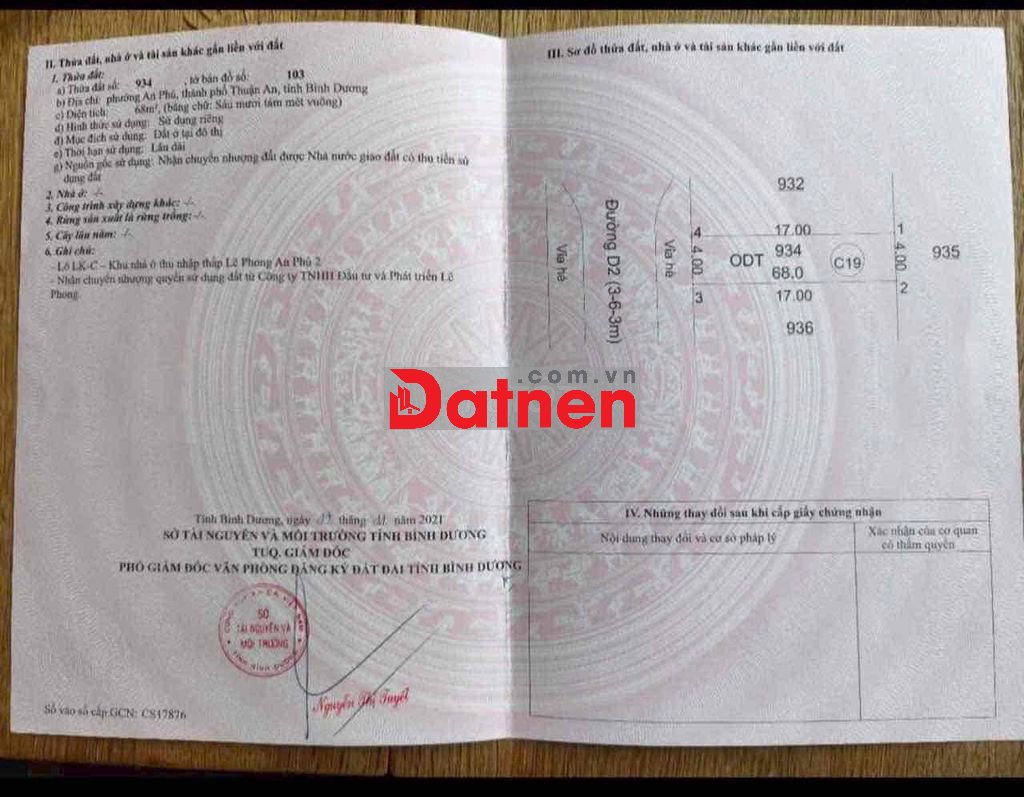 II. Thửa đất, nhà ở và tài sản khác gắn liền với đất
1. Thửa đất:
a) Thửa đất số: 934 , tờ bản đồ số: 103
b) Địa chỉ: phường An Phú, thành phố Thuận An, tỉnh Bình Dương
c) Diện tích: 68m², (bằng chữ: Sáu mươi tám mét vuông)
d) Hình thức sử dụng: Sử dụng riêng
đ) Mục đích sử dụng: Đất ở tại đô thị
e) Thời hạn sử dụng: Lâu dài
g) Nguồn gốc sử dụng: Nhận chuyển nhượng đất được Nhà nước giao đất có thu tiền sử
dụng đất
2. Nhà ở: -/-
3. Công trình xây dựng khác: -/-
4. Rừng sản xuất là rừng trồng: -/-
5. Cây lâu năm: -/-
6. Ghi chú:
- Lô LK-C – Khu nhà ở thu nhập thấp Lê Phong An Phú 2
- Nhận chuyển nhượng quyền sử dụng đất từ Công ty TNHH Đầu tư và Phát triển Lê
Phong.
Tỉnh Bình Dương, ngày tháng năm 2021
SỞ TÀI NGUYÊN VÀ MÔI TRƯỜNG TỈNH BÌNH DƯƠNG
TUQ. GIÁM ĐỐC
PHÓ GIÁM ĐỐC VĂN PHÒNG ĐĂNG KÝ ĐẤT ĐAI TỈNH BÌNH DƯƠNG
SỞ
TÀI NGUYÊN VÀ
MÔI TRƯỜNG
TỈNH BÌNH DƯƠNG
Nguyễn Thị Tuyết
Số vào sổ cấp GCN: CS17876
III. Sơ đồ thửa đất, nhà ở và tài sản khác gắn liền với đất
932
Vỉa hè
Đường D2 (3-6-3m)
Vỉa hè
4
17.00
1
4.00
ODT
934
68.0
C19
4.00
935
3
17.00
2
936
.com.vn
Datnen
IV. Những thay đổi sau khi cấp giấy chứng nhận
Nội dung thay đổi và cơ sở pháp lý
Xác nhận của cơ quan
có thẩm quyền